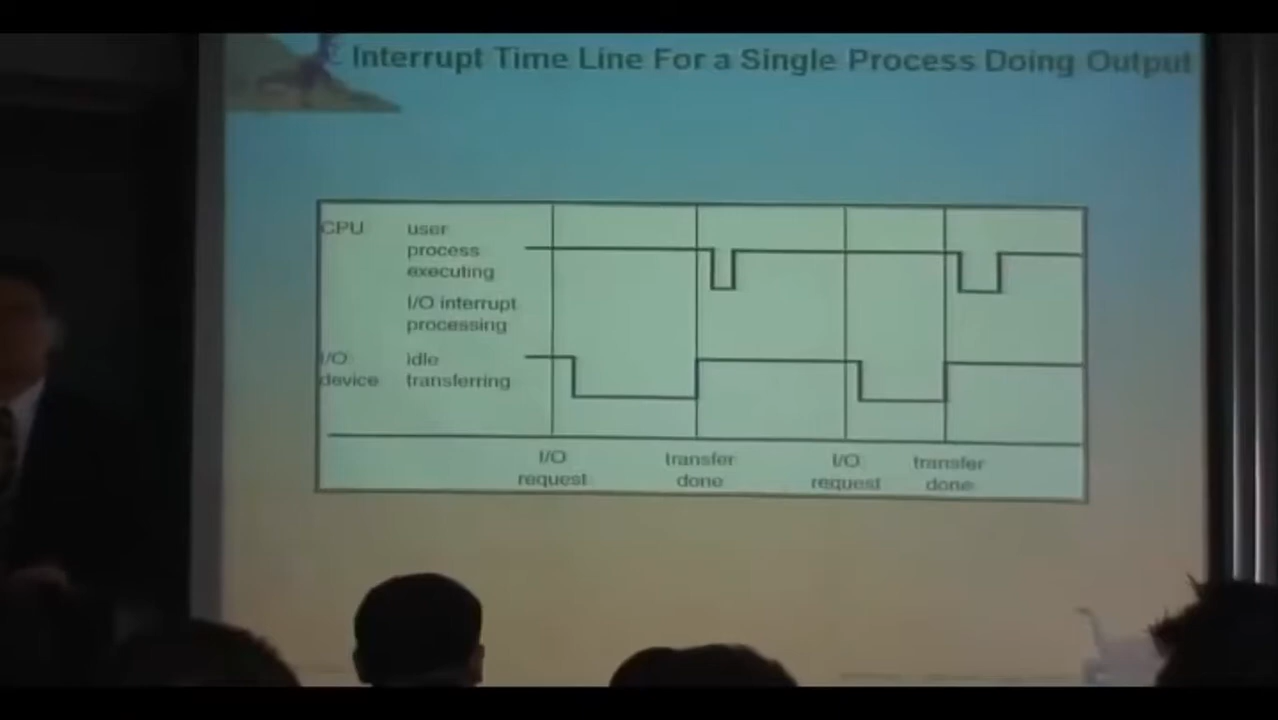 Interrupt Time Line For a Single Process Doing Output
CPU
user
process
executing
I/O interrupt
processing
I/O
device
idle
transferring
I/O
request
transfer
done
I/O
request
transfer
done